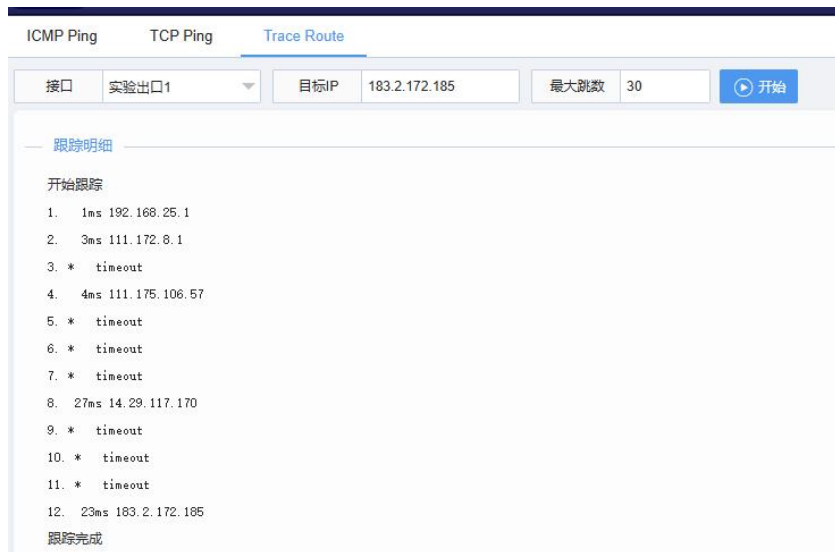 ICMP Ping TCP Ping Trace Route
接口 实验出口1 目标IP 183.2.172.185 最大跳数 30 开始
跟踪明细
开始跟踪
1. 1ms 192.168.25.1
2. 3ms 111.172.8.1
3. * timeout
4. 4ms 111.175.106.57
5. * timeout
6. * timeout
7. * timeout
8. 27ms 14.29.117.170
9. * timeout
10. * timeout
11. * timeout
12. 23ms 183.2.172.185
跟踪完成